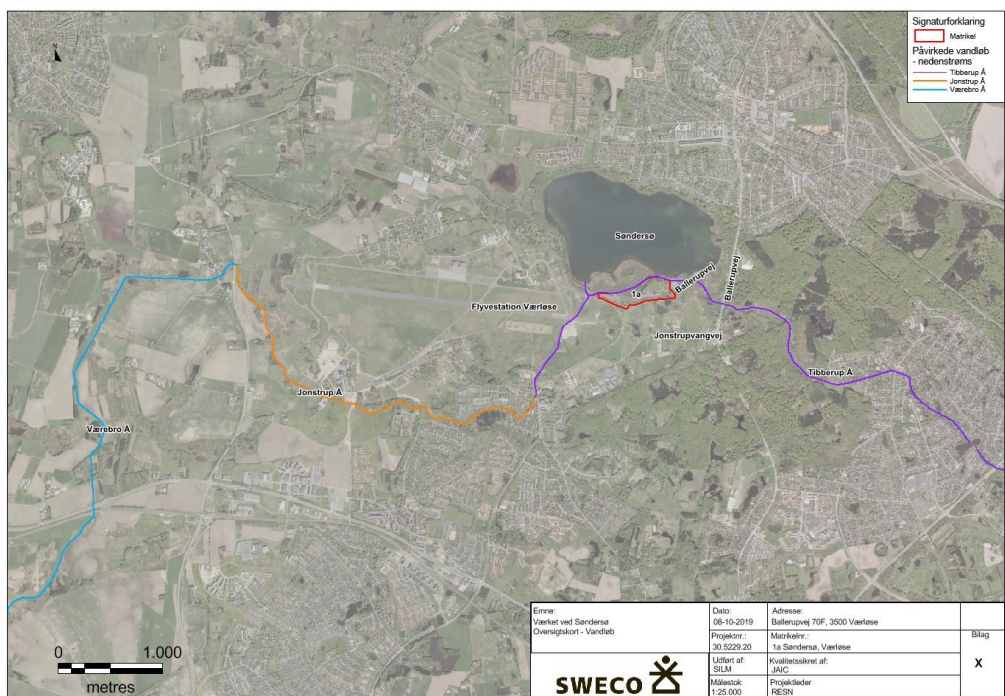 Signaturforklaring
Matrikel
Påvirkede vandløb
- nedenstrøms
Tibberup Å
Jonstrup Å
Værebro Å
N
Søndersø
Ballerupvej
Ballerupvej
1a
Flyvestation Værløse
Jonstrupvangvej
Tibberup Å
Jonstrup Å
Værebro Å
0 1.000
metres
Emne:
Værket ved Søndersø
Oversigtskort - Vandløb
Dato:
08-10-2019
Adresse:
Ballerupvej 70F, 3500 Værløse
Projektnr.:
30.5229.20
Matrikelnr.:
1a Søndersø, Værløse
Bilag
X
Udført af:
SILM
Kvalitetssikret af:
JAIC
Målestok
1:25.000
Projektleder
RESN
SWECO